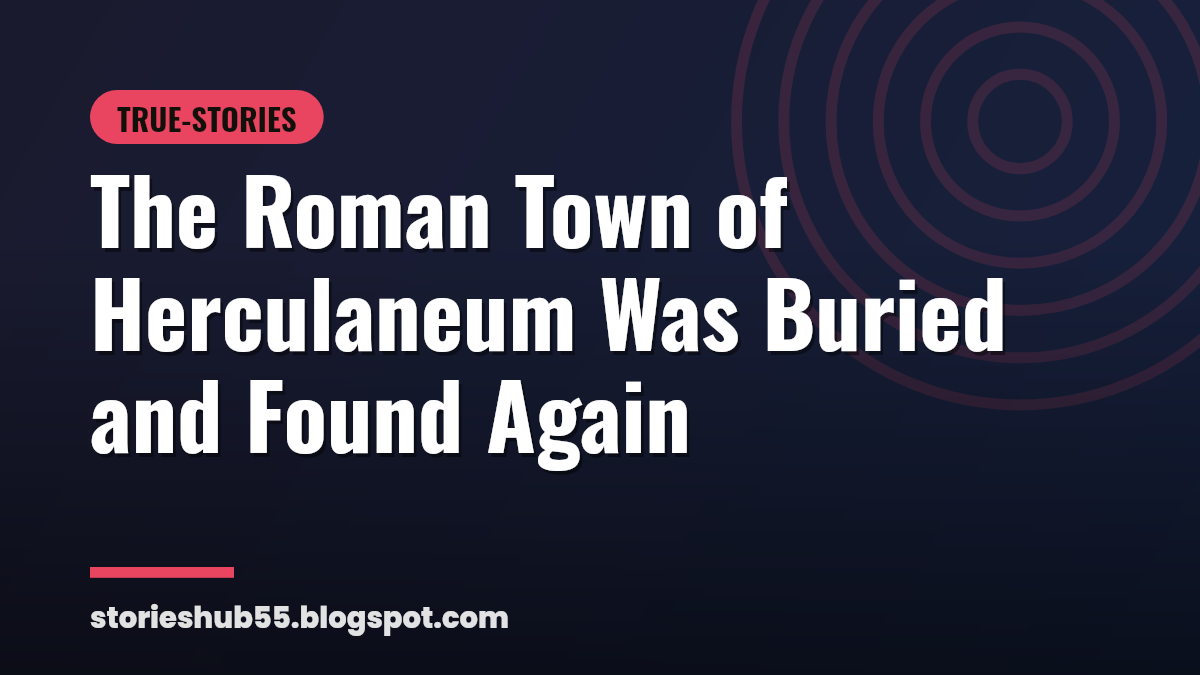 TRUE-STORIES
The Roman Town of
Herculaneum Was Buried
and Found Again
storieshub55.blogspot.com